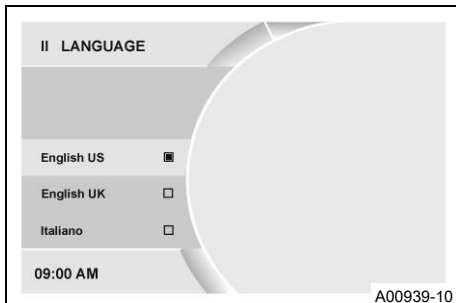 II LANGUAGE
English US
English UK
Italiano
09:00 AM
A00939-10